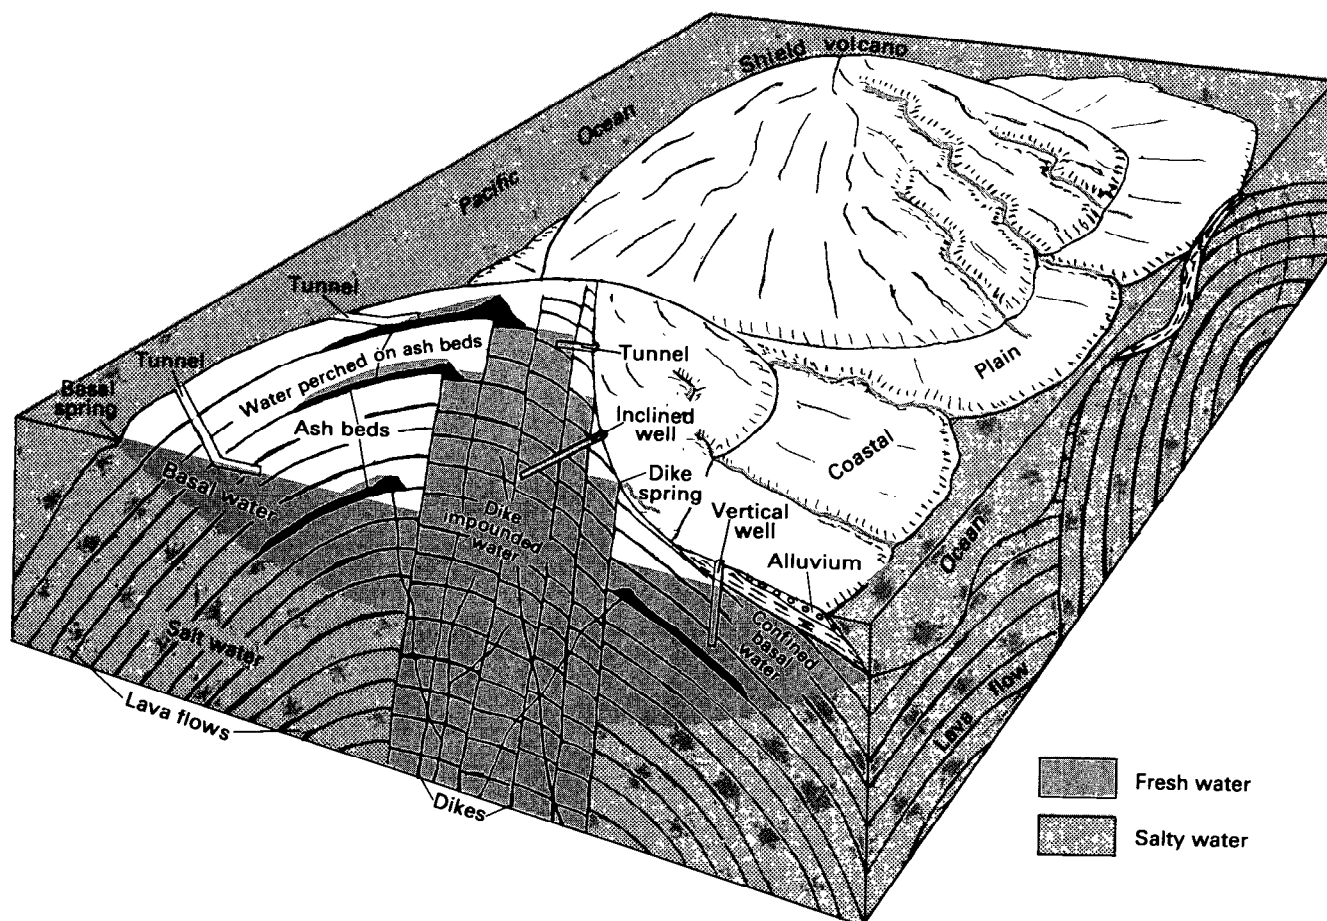 Shield volcano
Pacific Ocean
Tunnel
Tunnel
Basal
spring
Water perched on ash beds
Ash beds
Basal water
Tunnel
Inclined
well
Dike
spring
Dike
impounded
water
Vertical
well
Alluvium
Plain
Coastal
Ocean
Confined
basal
water
Salt water
Lava flows
Dikes
Lava flow
Fresh water
Salty water